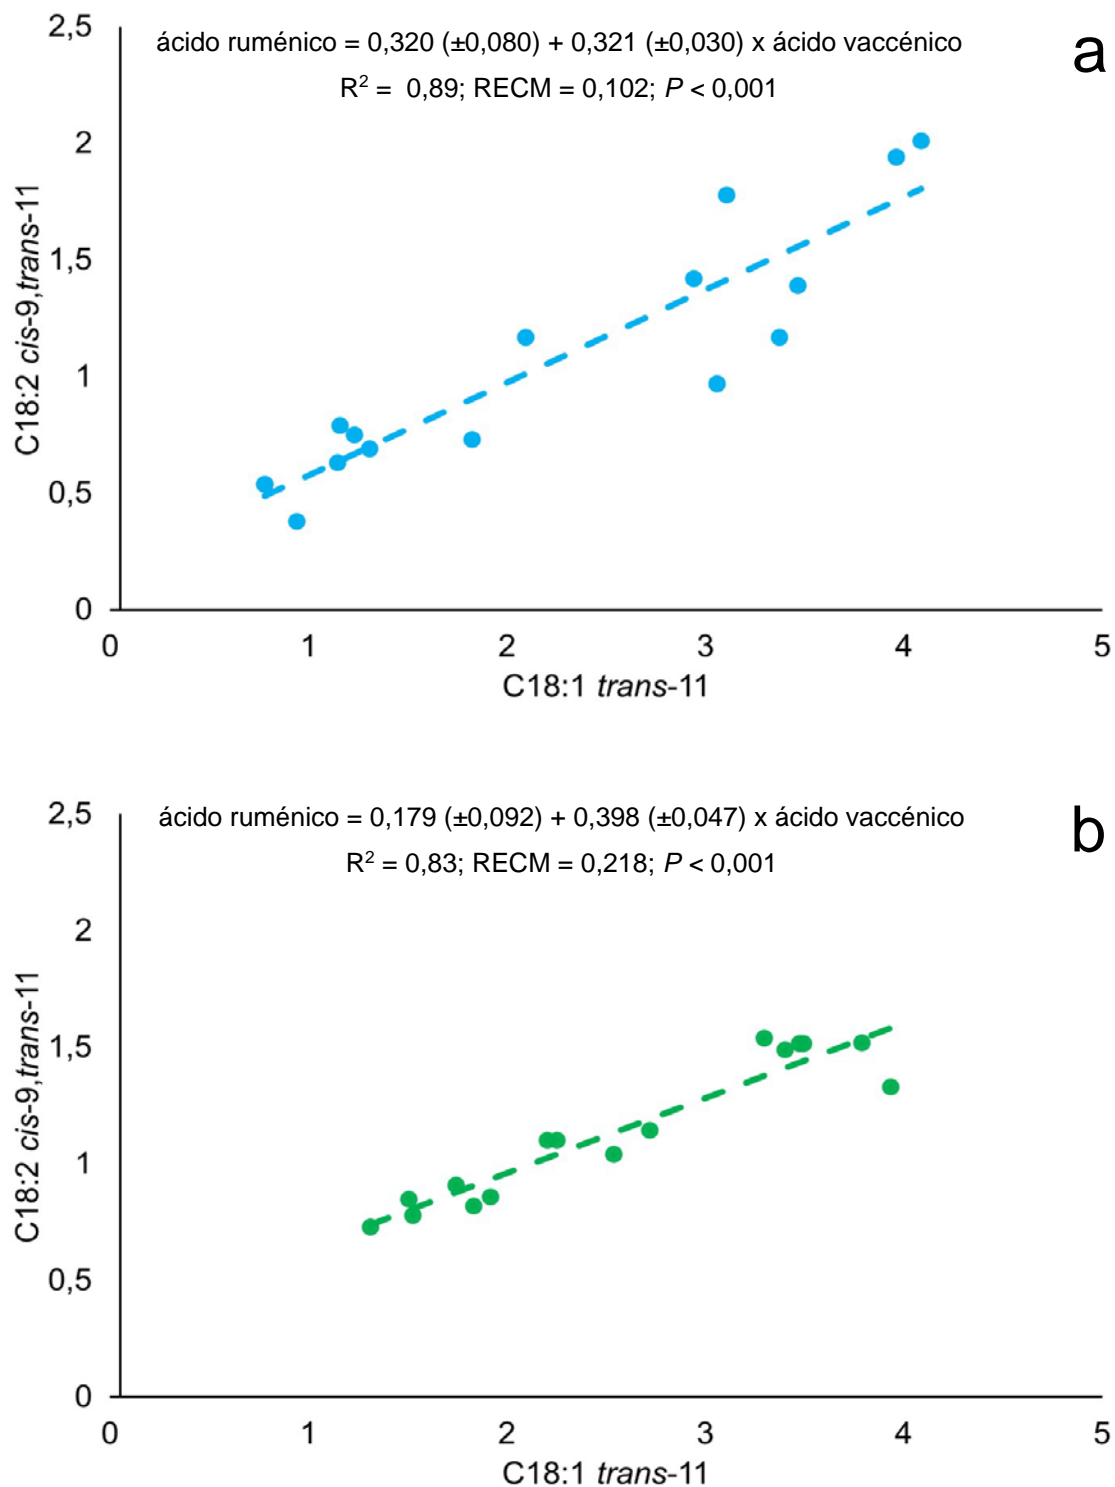 2,5
ácido ruménico = 0,320 (±0,080) + 0,321 (±0,030) x ácido vaccénico
a
R² = 0,89; RECM = 0,102; P < 0,001
2
1,5
1
0,5
0
C18:2 cis-9,trans-11
0 1 2 3 4 5
C18:1 trans-11
2,5
ácido ruménico = 0,179 (±0,092) + 0,398 (±0,047) x ácido vaccénico
b
R² = 0,83; RECM = 0,218; P < 0,001
2
1,5
1
0,5
0
C18:2 cis-9,trans-11
0 1 2 3 4 5
C18:1 trans-11